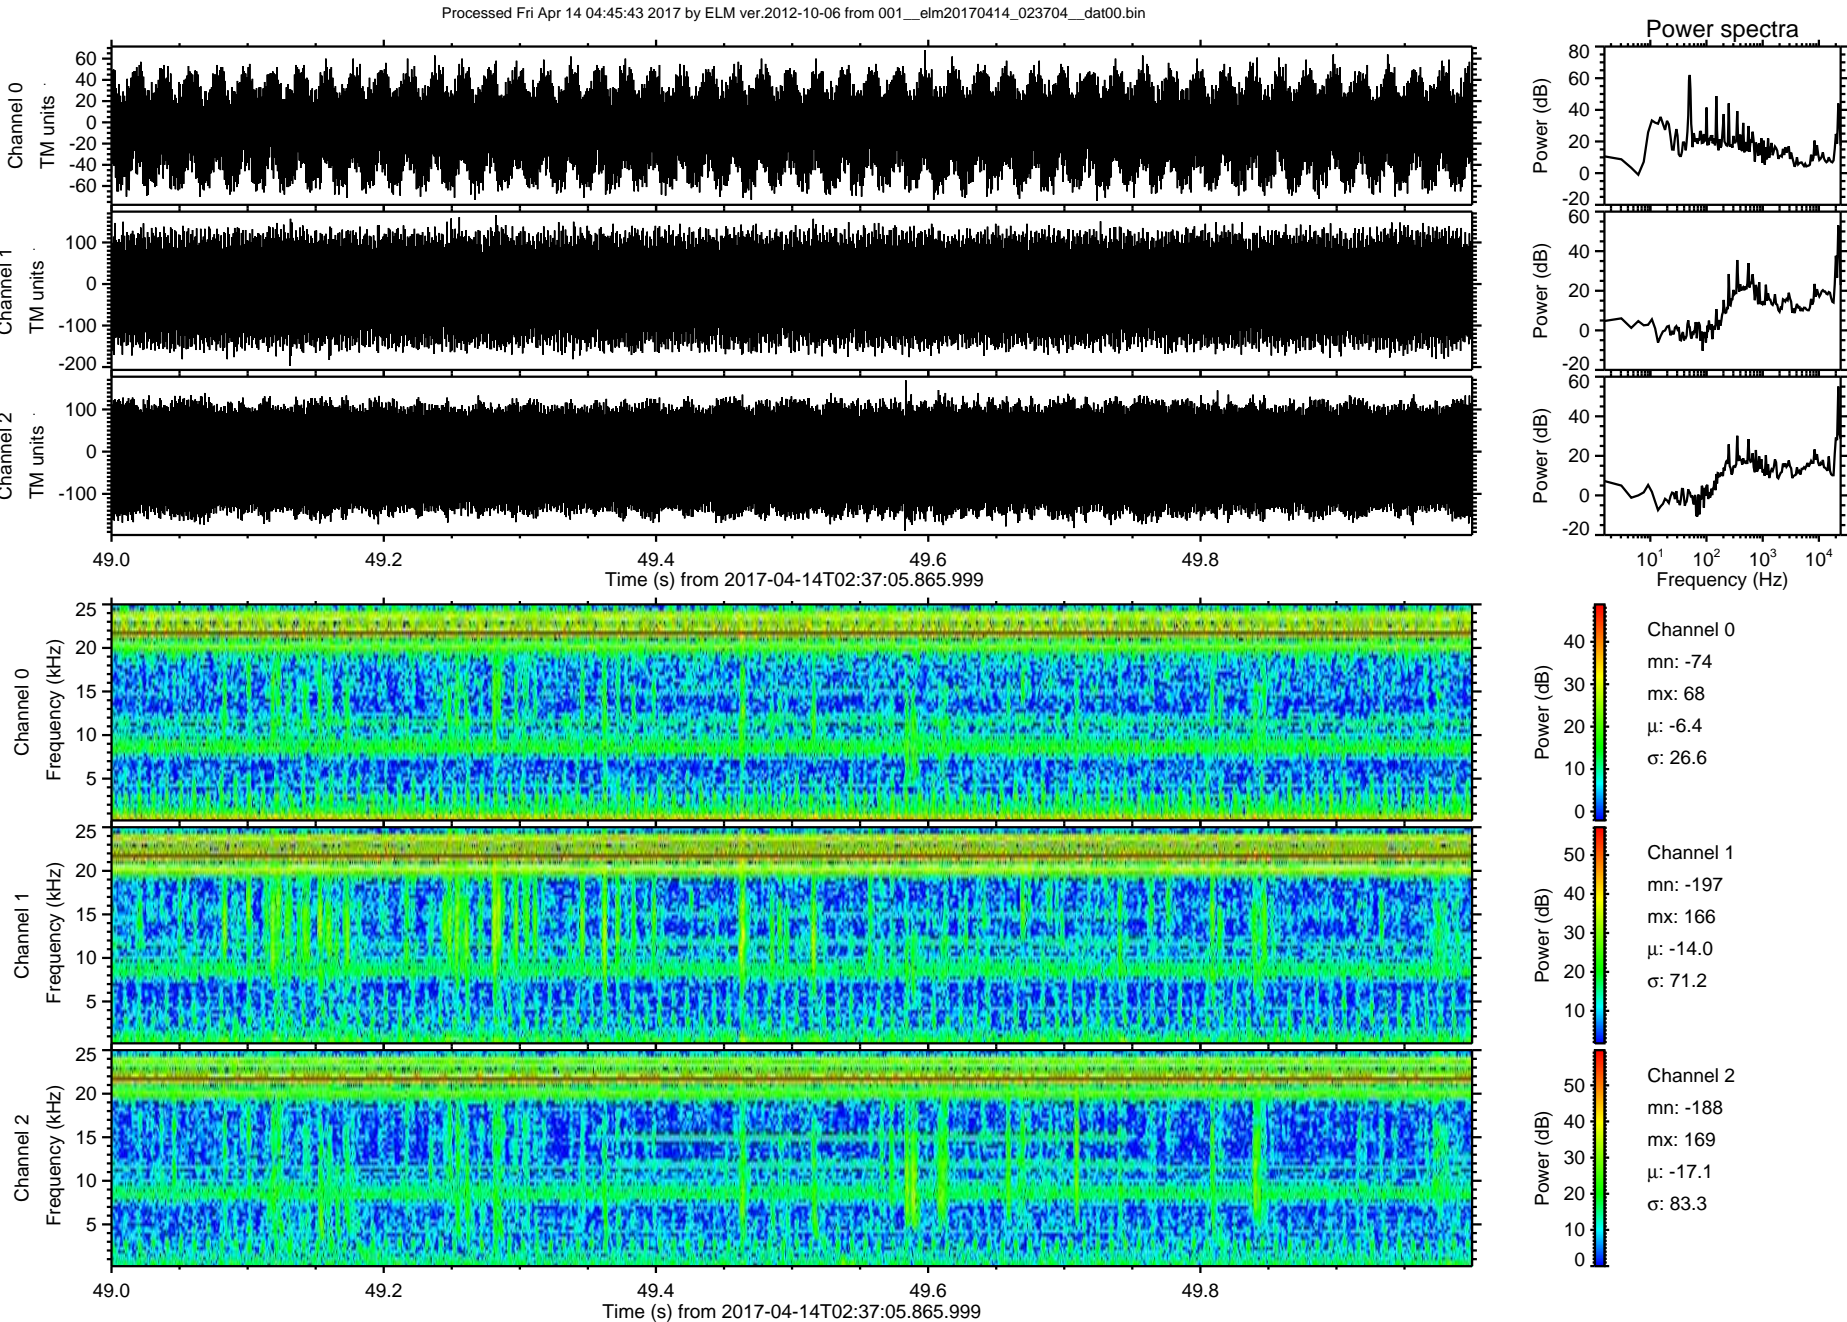 Processed Fri Apr 14 04:45:43 2017 by ELM ver.2012-10-06 from 001__elm20170414_023704__dat00.bin
Power spectra
Channel 0
TM units
60
40
20
0
-20
-40
-60
Power (dB)
80
60
40
20
0
-20
Channel 1
TM units
100
0
-100
-200
Power (dB)
60
40
20
0
-20
Channel 2
TM units
100
0
-100
Power (dB)
60
40
20
0
-20
49.0 49.2 49.4 49.6 49.8
Time (s) from 2017-04-14T02:37:05.865.999
10^1 10^2 10^3 10^4
Frequency (Hz)
Channel 0
Frequency (kHz)
25
20
15
10
5
Power (dB)
40
30
20
10
0
Channel 0
mn: -74
mx: 68
μ: -6.4
σ: 26.6
Channel 1
Frequency (kHz)
25
20
15
10
5
Power (dB)
50
40
30
20
10
Channel 1
mn: -197
mx: 166
μ: -14.0
σ: 71.2
Channel 2
Frequency (kHz)
25
20
15
10
5
Power (dB)
50
40
30
20
10
0
Channel 2
mn: -188
mx: 169
μ: -17.1
σ: 83.3
49.0 49.2 49.4 49.6 49.8
Time (s) from 2017-04-14T02:37:05.865.999